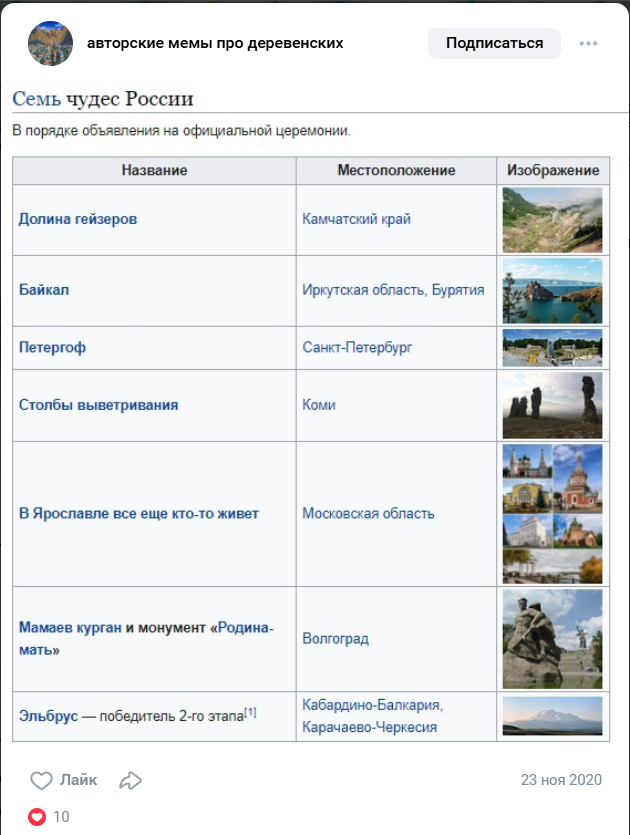 авторские мемы про деревенских
Подписаться
Семь чудес России
В порядке объявления на официальной церемонии.
Название Местоположение Изображение
Долина гейзеров Камчатский край
Байкал Иркутская область, Бурятия
Петергоф Санкт-Петербург
Столбы выветривания Коми
В Ярославле все еще кто-то живет Московская область
Мамаев курган и монумент «Родина-
мать» Волгоград
Эльбрус — победитель 2-го этапа[1] Кабардино-Балкария,
Карачаево-Черкесия
Лайк 23 ноя 2020
10